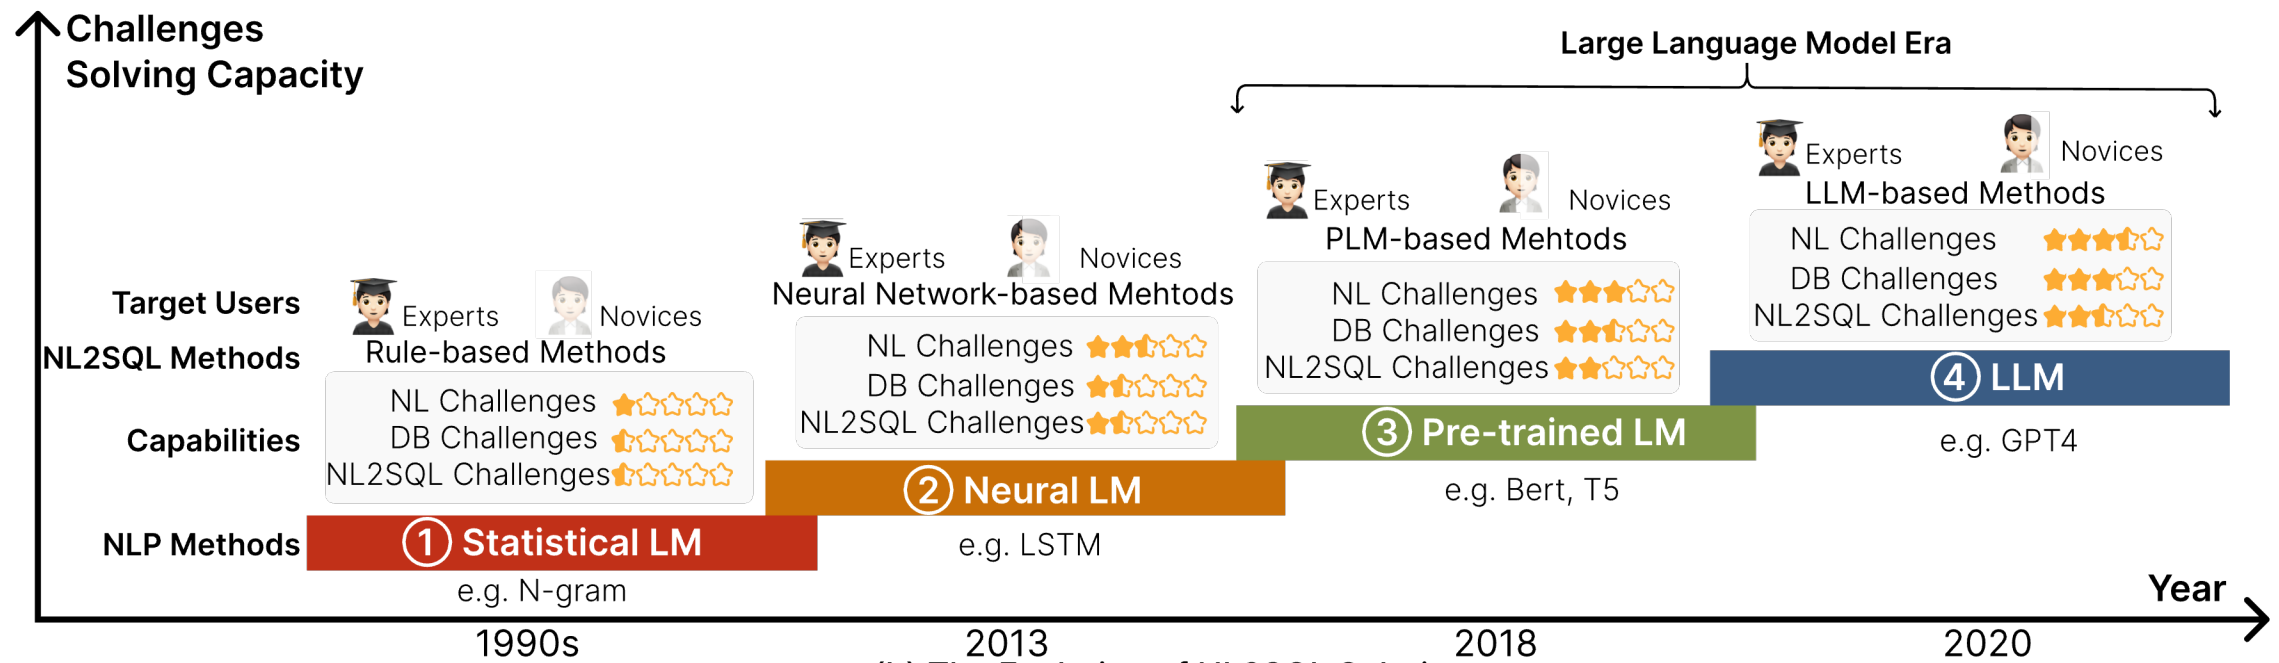 Challenges
Solving Capacity
Large Language Model Era
Target Users
NL2SQL Methods
Capabilities
NLP Methods
Experts Novices
Rule-based Methods
NL Challenges
DB Challenges
NL2SQL Challenges
① Statistical LM
e.g. N-gram
Experts Novices
Neural Network-based Mehtods
NL Challenges
DB Challenges
NL2SQL Challenges
② Neural LM
e.g. LSTM
Experts Novices
PLM-based Mehtods
NL Challenges
DB Challenges
NL2SQL Challenges
③ Pre-trained LM
e.g. Bert, T5
Experts Novices
LLM-based Methods
NL Challenges
DB Challenges
NL2SQL Challenges
④ LLM
e.g. GPT4
Year
1990s 2013 2018 2020